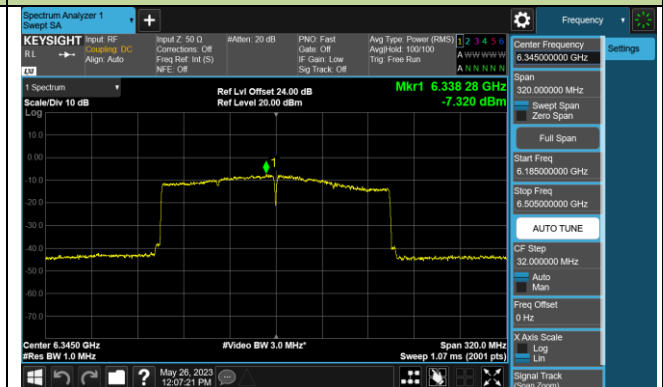 Spectrum Analyzer 1
Swept SA
+
Frequency
KEYSIGHT
RL
LXI
Input: RF
Coupling: DC
Align: Auto
Input Z: 50 Ω
Corrections: Off
Freq Ref: Int (S)
NFE: Off
#Atten: 20 dB
PNO: Fast
Gate: Off
IF Gain: Low
Sig Track: Off
Avg Type: Power (RMS)
Avg|Hold: 100/100
Trig: Free Run
1 2 3 4 5 6
A W W W W W
A N N N N N
1 Spectrum
Scale/Div 10 dB
Log
Ref Lvl Offset 24.00 dB
Ref Level 20.00 dBm
Mkr1 6.338 28 GHz
-7.320 dBm
1
10.0
0.00
-10.0
-20.0
-30.0
-40.0
-50.0
-60.0
-70.0
Center 6.3450 GHz
#Res BW 1.0 MHz
#Video BW 3.0 MHz*
Span 320.0 MHz
Sweep 1.07 ms (2001 pts)
?
May 26, 2023
12:07:21 PM
Center Frequency
6.345000000 GHz
Settings
Span
320.000000 MHz
Swept Span
Zero Span
Full Span
Start Freq
6.185000000 GHz
Stop Freq
6.505000000 GHz
AUTO TUNE
CF Step
32.000000 MHz
Auto
Man
Freq Offset
0 Hz
X Axis Scale
Log
Lin
Signal Track
(Span Zoom)